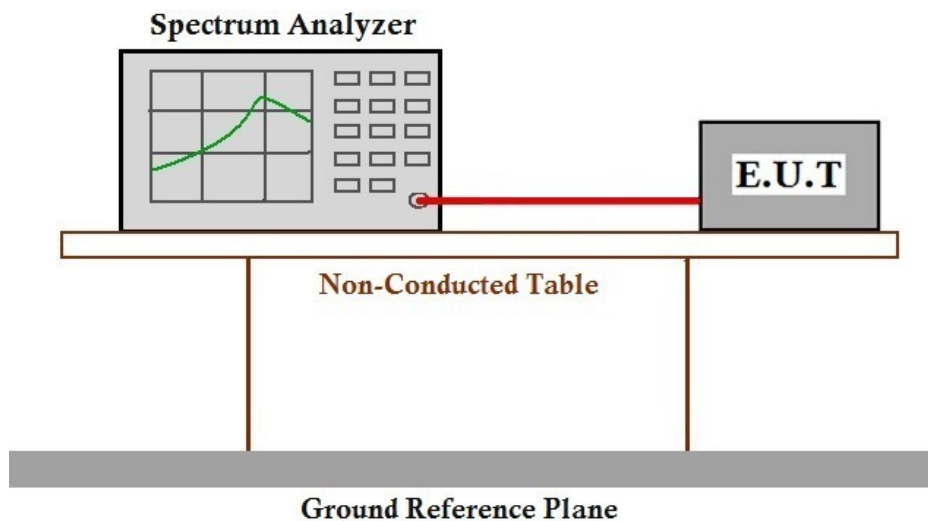 Spectrum Analyzer
E.U.T
Non-Conducted Table
Ground Reference Plane